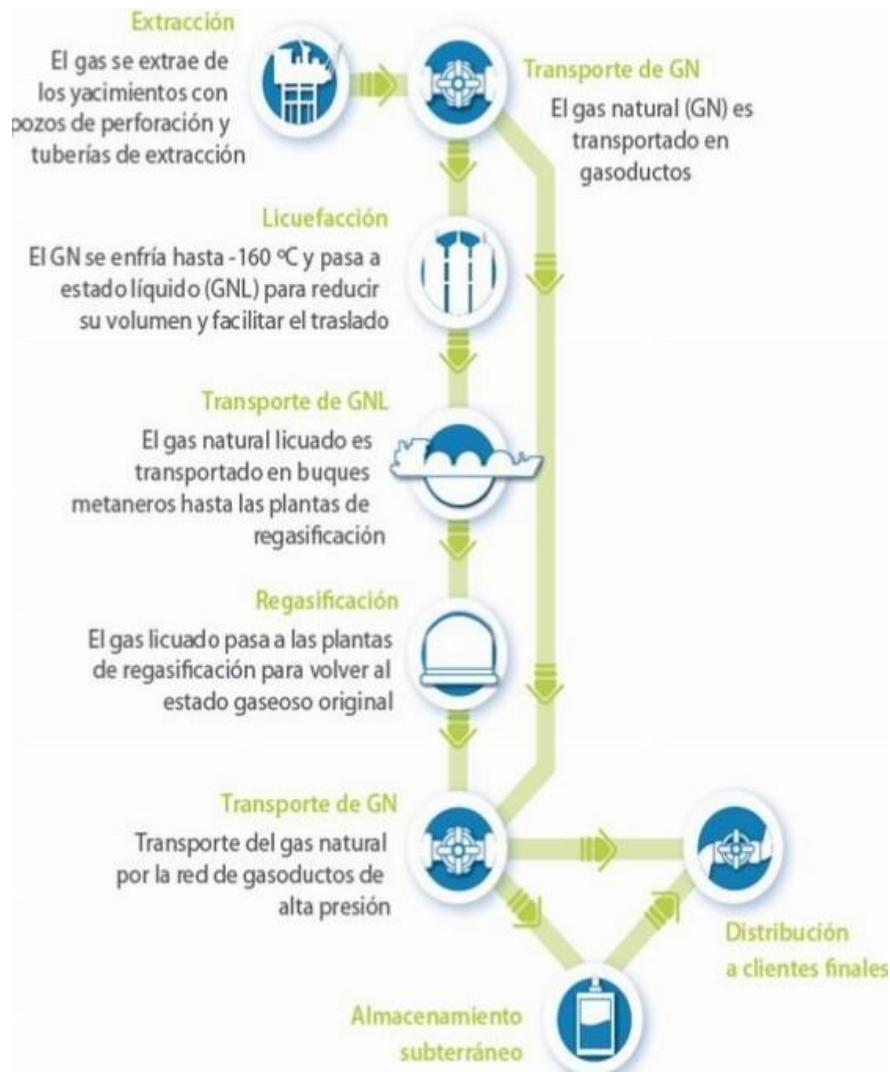 Extracción
El gas se extrae de
los yacimientos con
pozos de perforación y
tuberías de extracción
Transporte de GN
El gas natural (GN) es
transportado en
gasoductos
Licuefacción
El GN se enfría hasta -160 ºC y pasa a
estado líquido (GNL) para reducir
su volumen y facilitar el traslado
Transporte de GNL
El gas natural licuado es
transportado en buques
metaneros hasta las plantas de
regasificación
Regasificación
El gas licuado pasa a las plantas
de regasificación para volver al
estado gaseoso original
Transporte de GN
Transporte del gas natural
por la red de gasoductos de
alta presión
Distribución
a clientes finales
Almacenamiento
subterráneo